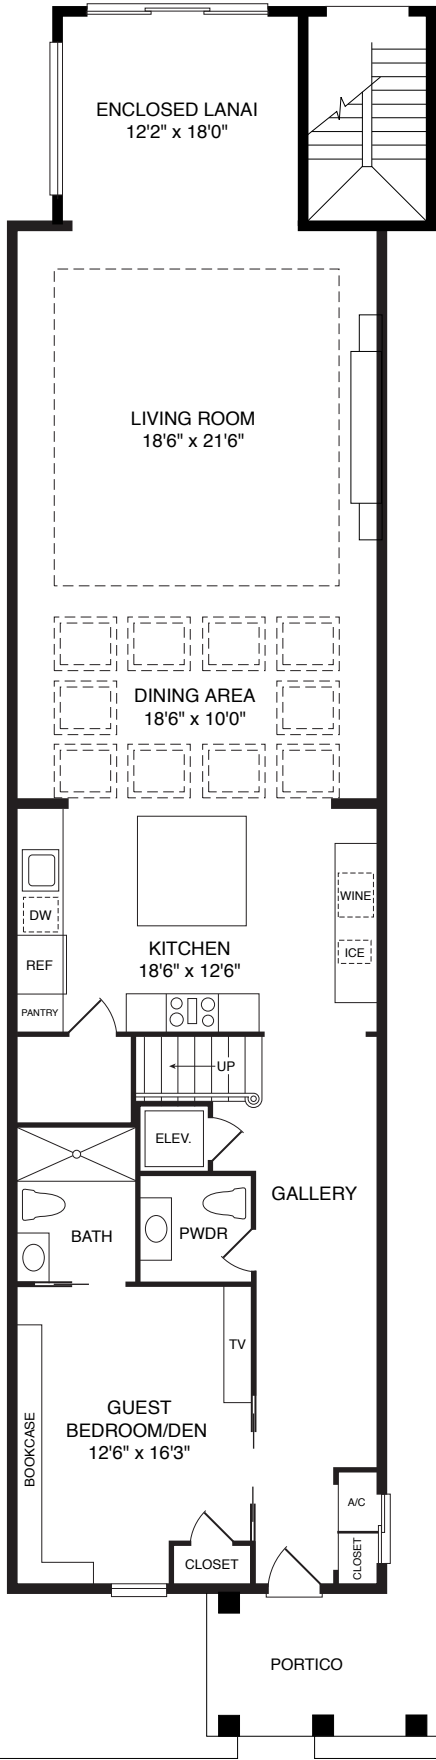 ENCLOSED LANAI
12'2" x 18'0"
LIVING ROOM
18'6" x 21'6"
DINING AREA
18'6" x 10'0"
WINE
DW
KITCHEN
18'6" x 12'6"
ICE
REF
PANTRY
UP
ELEV.
GALLERY
PWDR
BATH
TV
GUEST
BEDROOM/DEN
12'6" x 16'3"
BOOKCASE
A/C
CLOSET
CLOSET
PORTICO